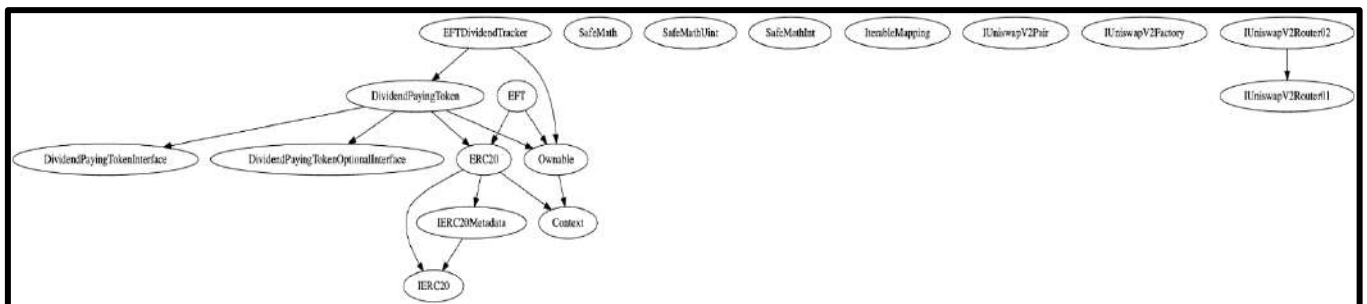 EFTDividendTracker SafeMath SafeMathUint SafeMathInt IterableMapping IUniswapV2Pair IUniswapV2Factory IUniswapV2Router02
DividendPayingToken EFT IUniswapV2Router01
DividendPayingTokenInterface DividendPayingTokenOptionalInterface ERC20 Ownable
IERC20Metadata Context
IERC20